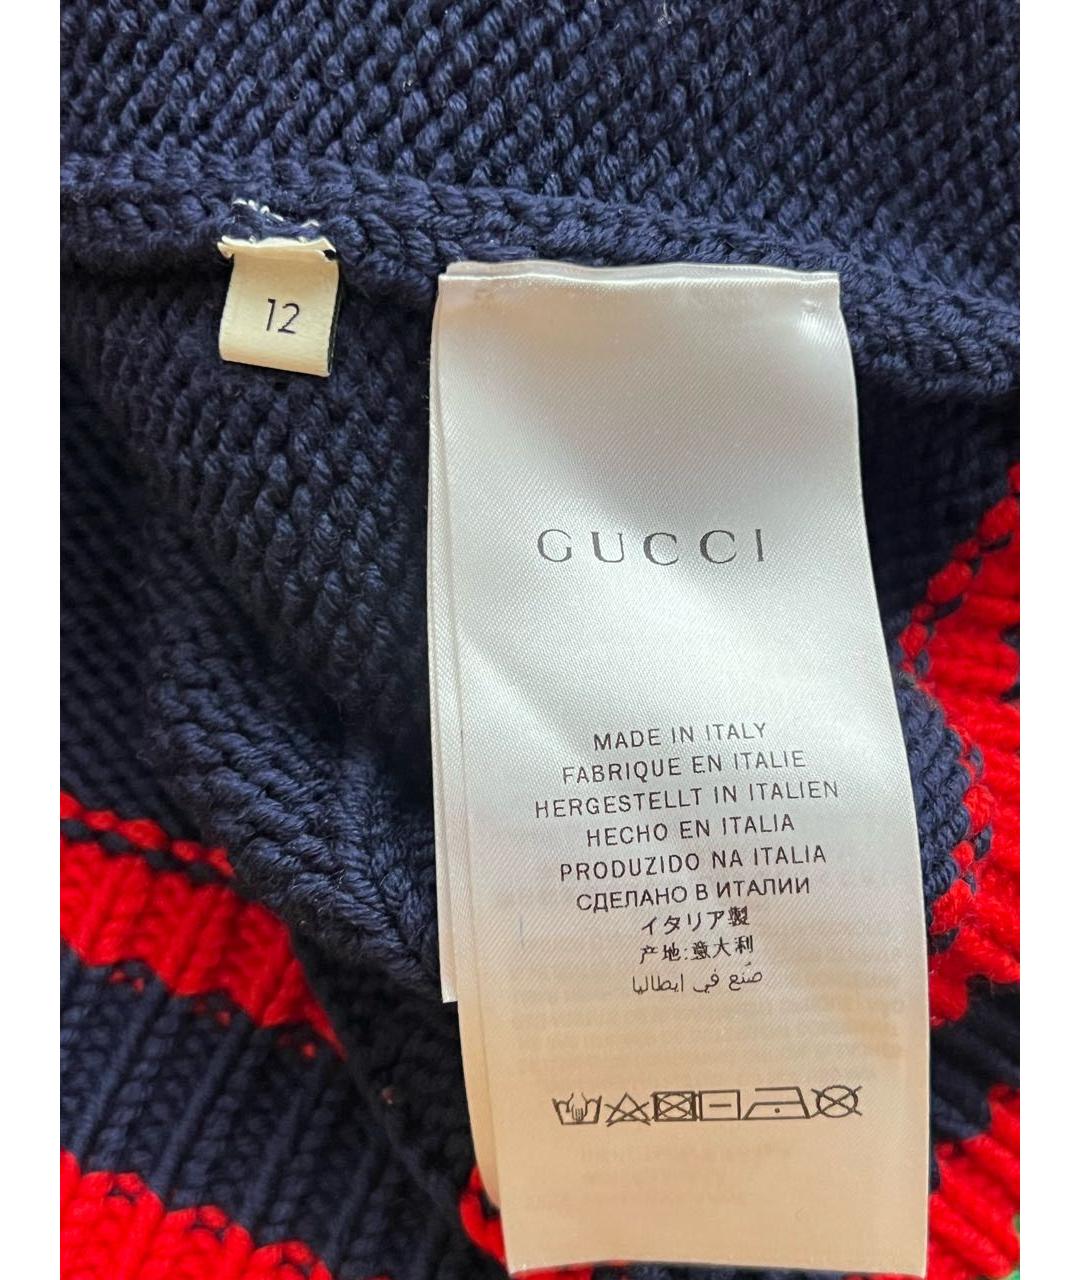 12
GUCCI
MADE IN ITALY
FABRIQUE EN ITALIE
HERGESTELLT IN ITALIEN
HECHO EN ITALIA
PRODUZIDO NA ITALIA
СДЕЛАНО В ИТАЛИИ
イタリア製
产地:意大利
صنع في ايطاليا